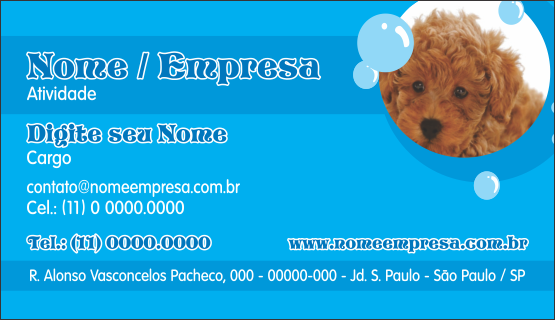 Nome / Empresa
Atividade
Digite seu Nome
Cargo
contato@nomeempresa.com.br
Cel.: (11) 0 0000.0000
Tel.: (11) 0000.0000
www.nomeempresa.com.br
R. Alonso Vasconcelos Pacheco, 000 - 00000-000 - Jd. S. Paulo - São Paulo / SP